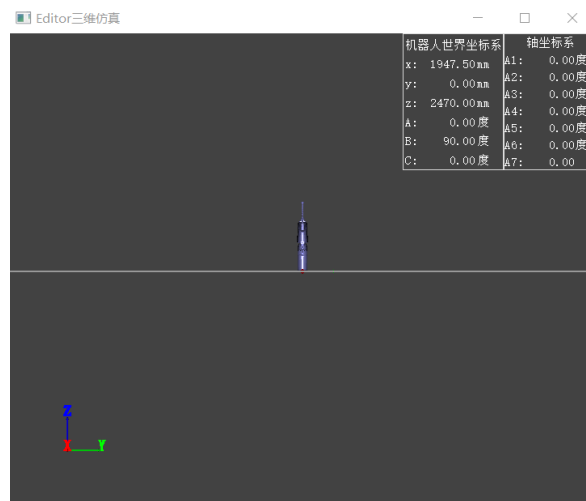 Editor三维仿真
机器人世界坐标系
x: 1947.50mm
y: 0.00mm
z: 2470.00mm
A: 0.00度
B: 90.00度
C: 0.00度
轴坐标系
A1: 0.00度
A2: 0.00度
A3: 0.00度
A4: 0.00度
A5: 0.00度
A6: 0.00度
A7: 0.00
Z
X Y